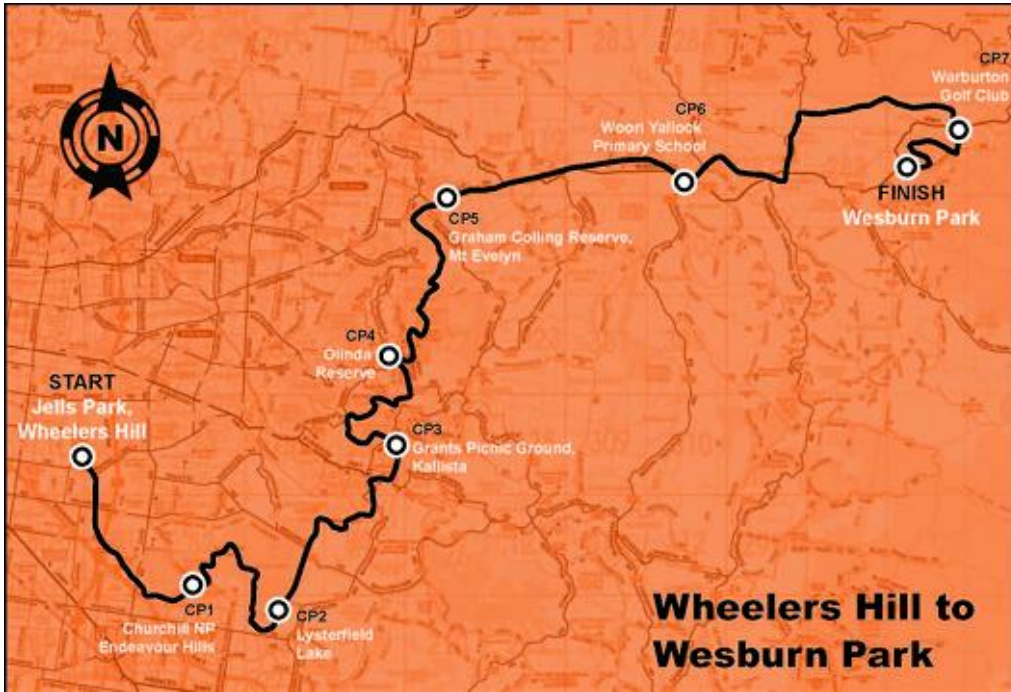 N
START
Jells Park,
Wheelers Hill
CP1
Churchill NP
Endeavour Hills
CP2
Lysterfield
Lake
CP3
Grants Picnic Ground,
Kallista
CP4
Olinda
Reserve
CP5
Graham Colling Reserve,
Mt Evelyn
CP6
Woori Yallock
Primary School
CP7
Warburton
Golf Club
FINISH
Wesburn Park
Wheelers Hill to
Wesburn Park